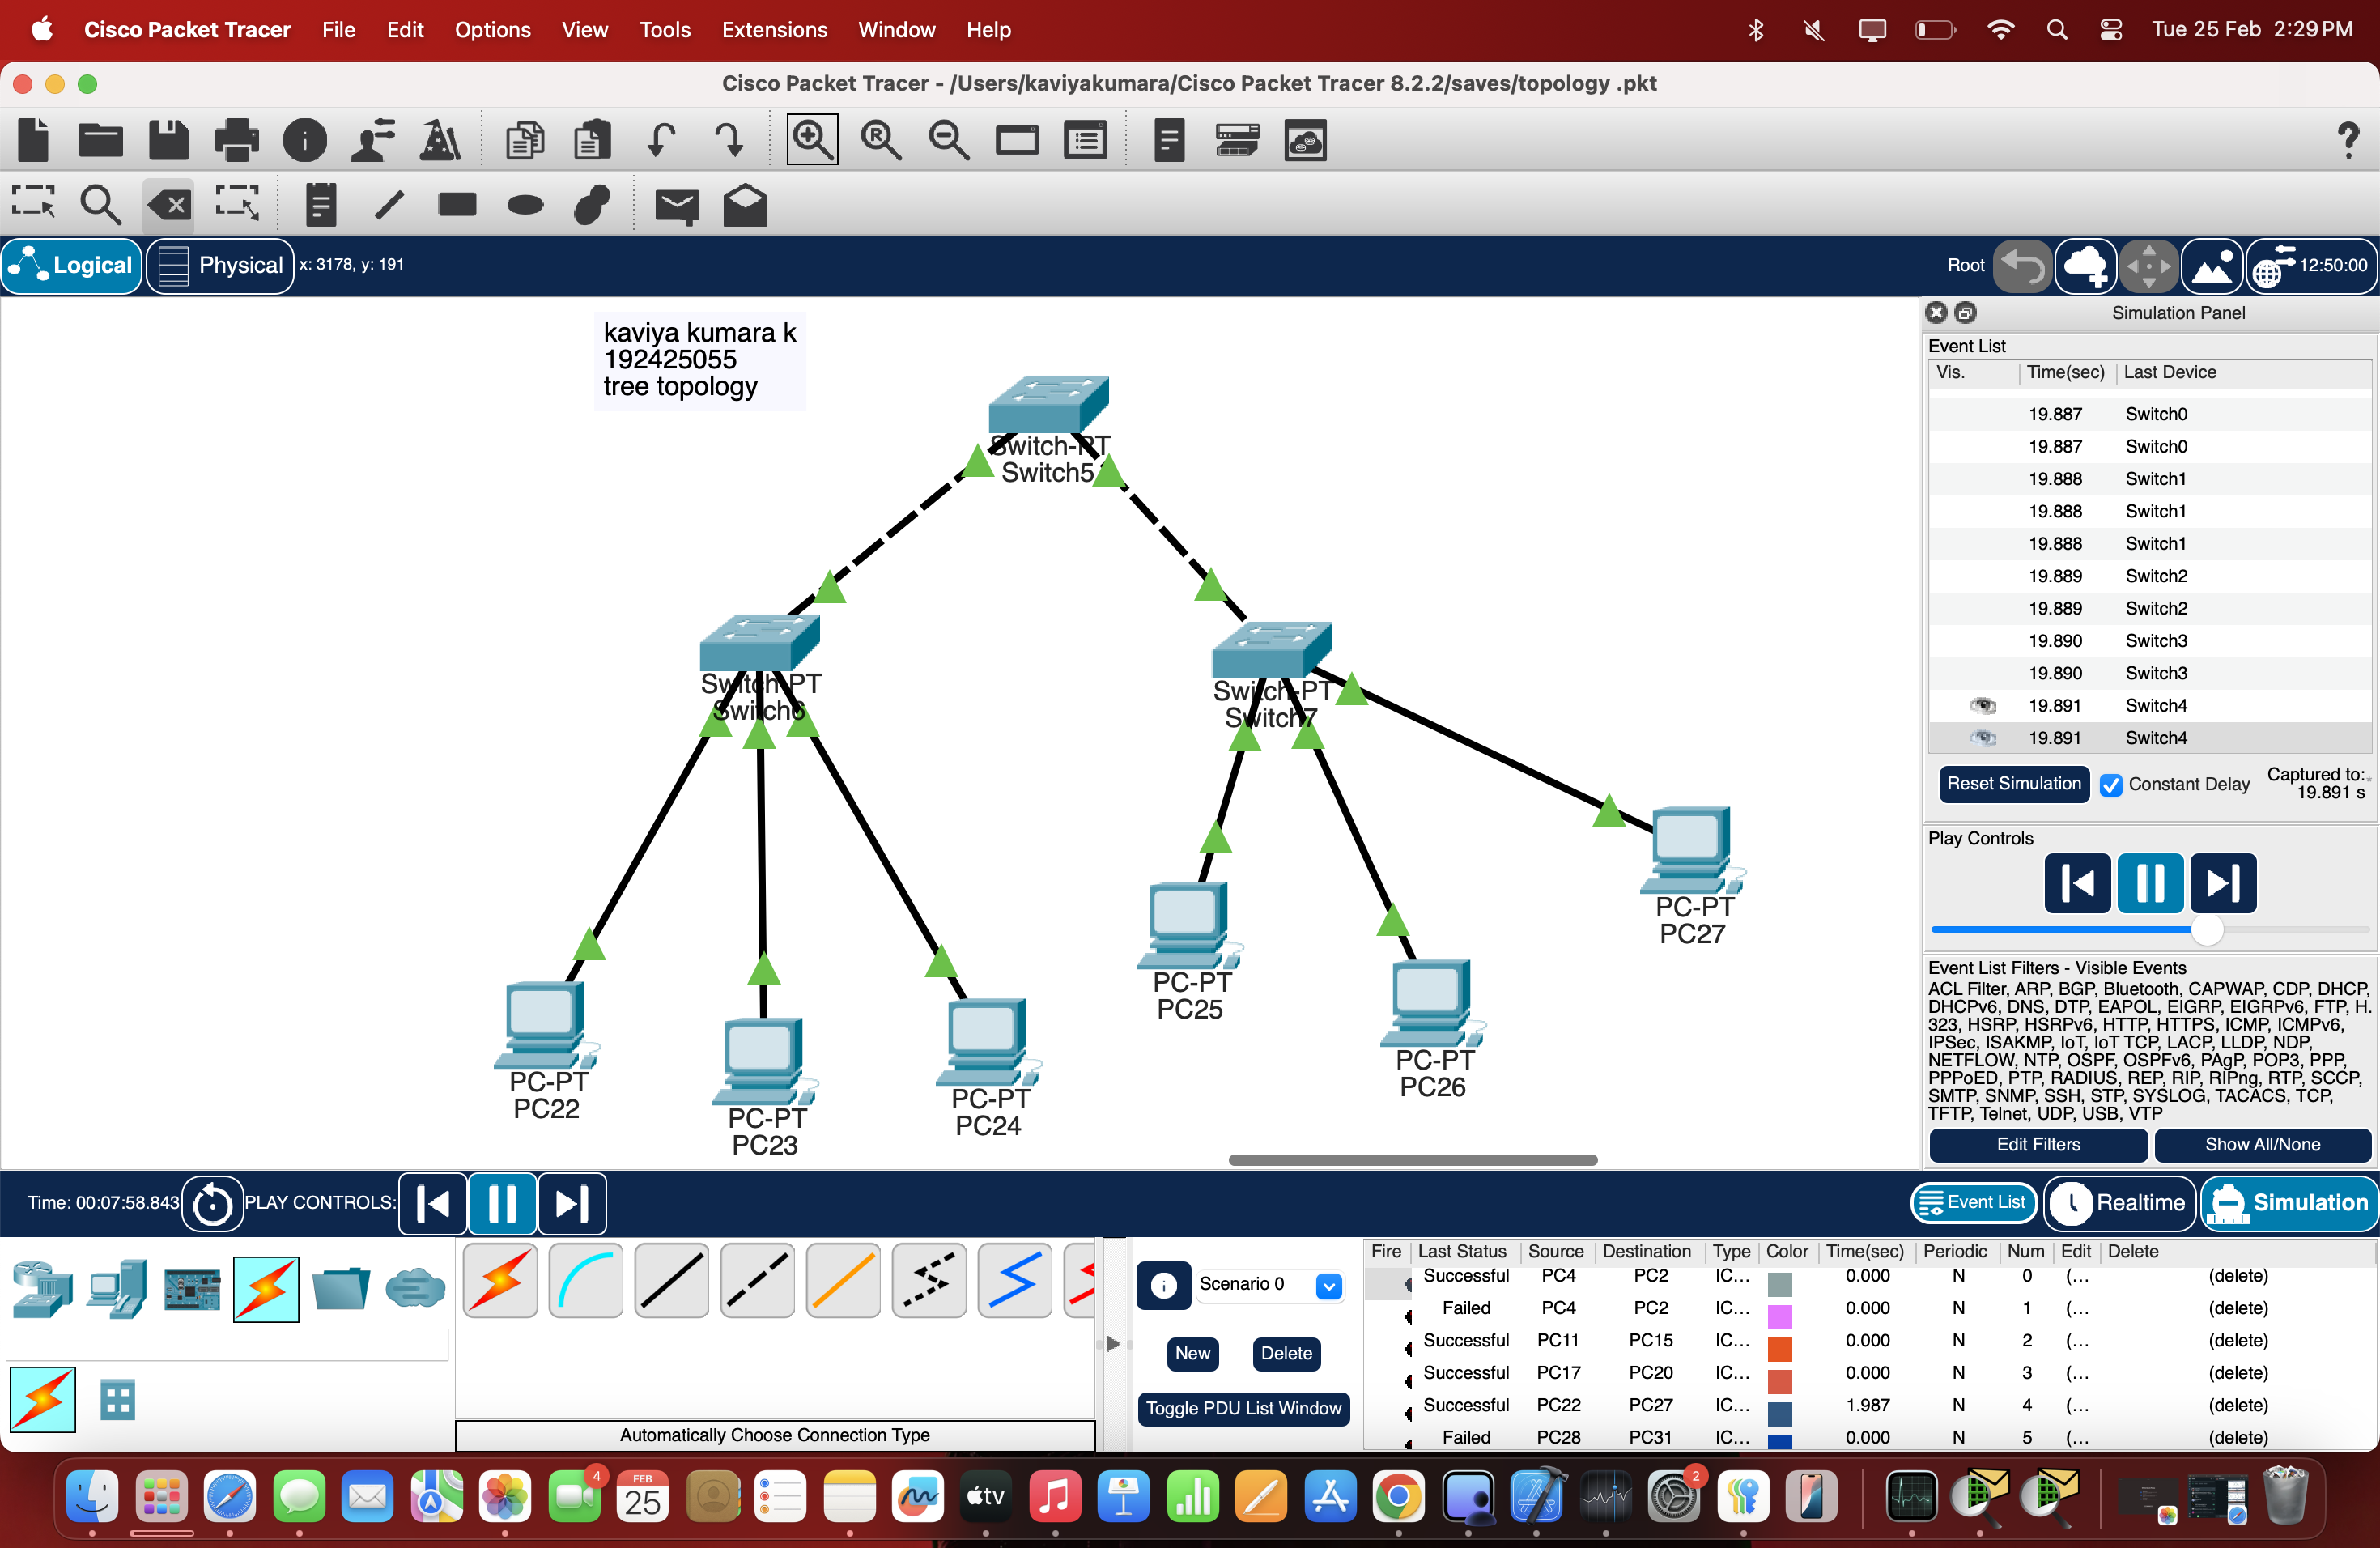 Cisco Packet Tracer File Edit Options View Tools Extensions Window Help Tue 25 Feb 2:29 PM
Cisco Packet Tracer - /Users/kaviyakumara/Cisco Packet Tracer 8.2.2/saves/topology .pkt
Logical Physical x: 3178, y: 191 Root 12:50:00
kaviya kumara k
192425055
tree topology
Switch-PT
Switch5
Switch-PT
Switch6
Switch-PT
Switch7
PC-PT
PC22
PC-PT
PC23
PC-PT
PC24
PC-PT
PC25
PC-PT
PC26
PC-PT
PC27
Simulation Panel
Event List
Vis. Time(sec) Last Device
19.887 Switch0
19.887 Switch0
19.888 Switch1
19.888 Switch1
19.888 Switch1
19.889 Switch2
19.889 Switch2
19.890 Switch3
19.890 Switch3
19.891 Switch4
19.891 Switch4
Reset Simulation Constant Delay Captured to:*
19.891 s
Play Controls
Event List Filters - Visible Events
ACL Filter, ARP, BGP, Bluetooth, CAPWAP, CDP, DHCP,
DHCPv6, DNS, DTP, EAPOL, EIGRP, EIGRPv6, FTP, H.
323, HSRP, HSRPv6, HTTP, HTTPS, ICMP, ICMPv6,
IPSec, ISAKMP, IoT, IoT TCP, LACP, LLDP, NDP,
NETFLOW, NTP, OSPF, OSPFv6, PAgP, POP3, PPP,
PPPoED, PTP, RADIUS, REP, RIP, RIPng, RTP, SCCP,
SMTP, SNMP, SSH, STP, SYSLOG, TACACS, TCP,
TFTP, Telnet, UDP, USB, VTP
Edit Filters Show All/None
Time: 00:07:58.843 PLAY CONTROLS: Event List Realtime Simulation
Automatically Choose Connection Type
Scenario 0
New Delete
Toggle PDU List Window
Fire Last Status Source Destination Type Color Time(sec) Periodic Num Edit Delete
Successful PC4 PC2 IC... 0.000 N 0 (... (delete)
Failed PC4 PC2 IC... 0.000 N 1 (... (delete)
Successful PC11 PC15 IC... 0.000 N 2 (... (delete)
Successful PC17 PC20 IC... 0.000 N 3 (... (delete)
Successful PC22 PC27 IC... 1.987 N 4 (... (delete)
Failed PC28 PC31 IC... 0.000 N 5 (... (delete)
4
FEB
25
tv
2